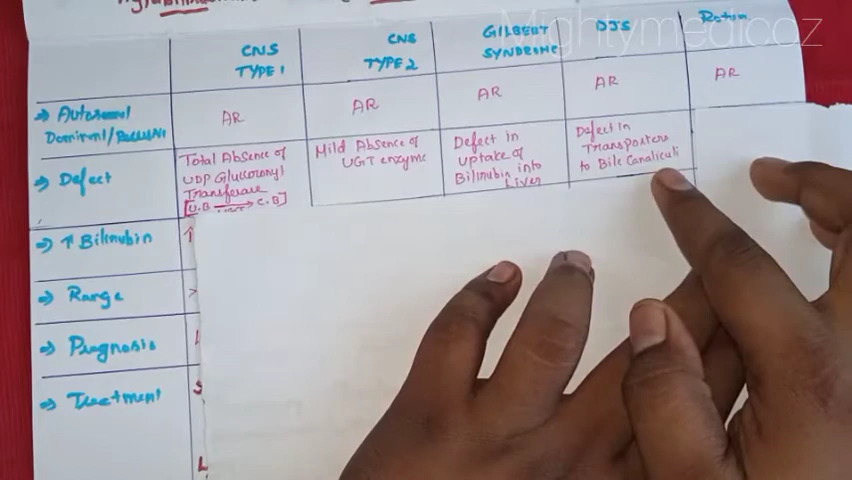 Mightymedicoz
CNS TYPE 1
CNS TYPE 2
GILBERT SYNDROME
DJS
Rotor
⇒ Autosomal Dominant/Recessive
AR
AR
AR
AR
AR
⇒ Defect
Total Absence of
UDP Glucoronyl
Transferase
[U.B → C.B]
Mild Absence of
UGT enzyme
Defect in
uptake of
Bilirubin into
Liver
Defect in
Transporters
to Bile Canaliculi
⇒ ↑ Bilirubin
↑
⇒ Range
>
⇒ Prognosis
⇒ Treatment